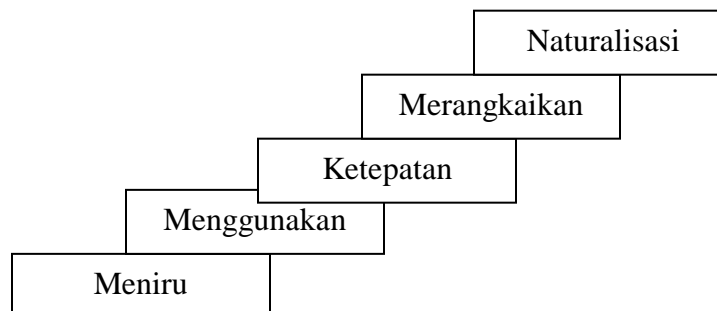 Naturalisasi
Merangkaikan
Ketepatan
Menggunakan
Meniru